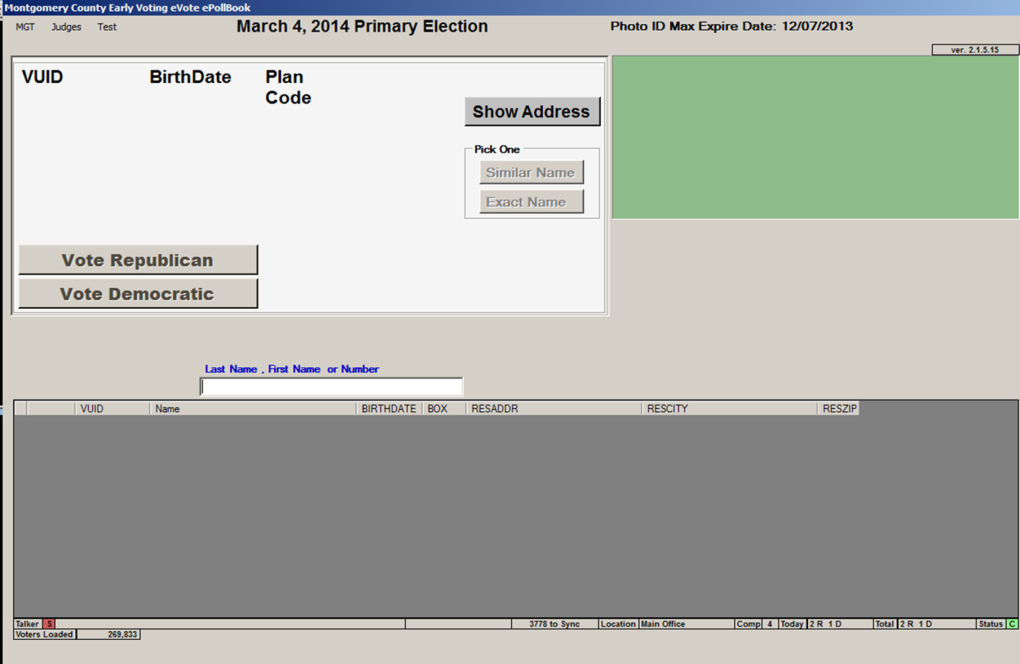 Montgomery County Early Voting eVote ePollBook
MGT Judges Test
March 4, 2014 Primary Election
Photo ID Max Expire Date: 12/07/2013
ver. 2.1.5.15
VUID BirthDate Plan
Code
Show Address
Pick One
Similar Name
Exact Name
Vote Republican
Vote Democratic
Last Name , First Name or Number
VUID Name BIRTHDATE BOX RESADDR RESCITY RESZIP
Talker S 3778 to Sync Location Main Office Comp 4 Today 2 R 1 D Total 2 R 1 D Status C
Voters Loaded 269,833